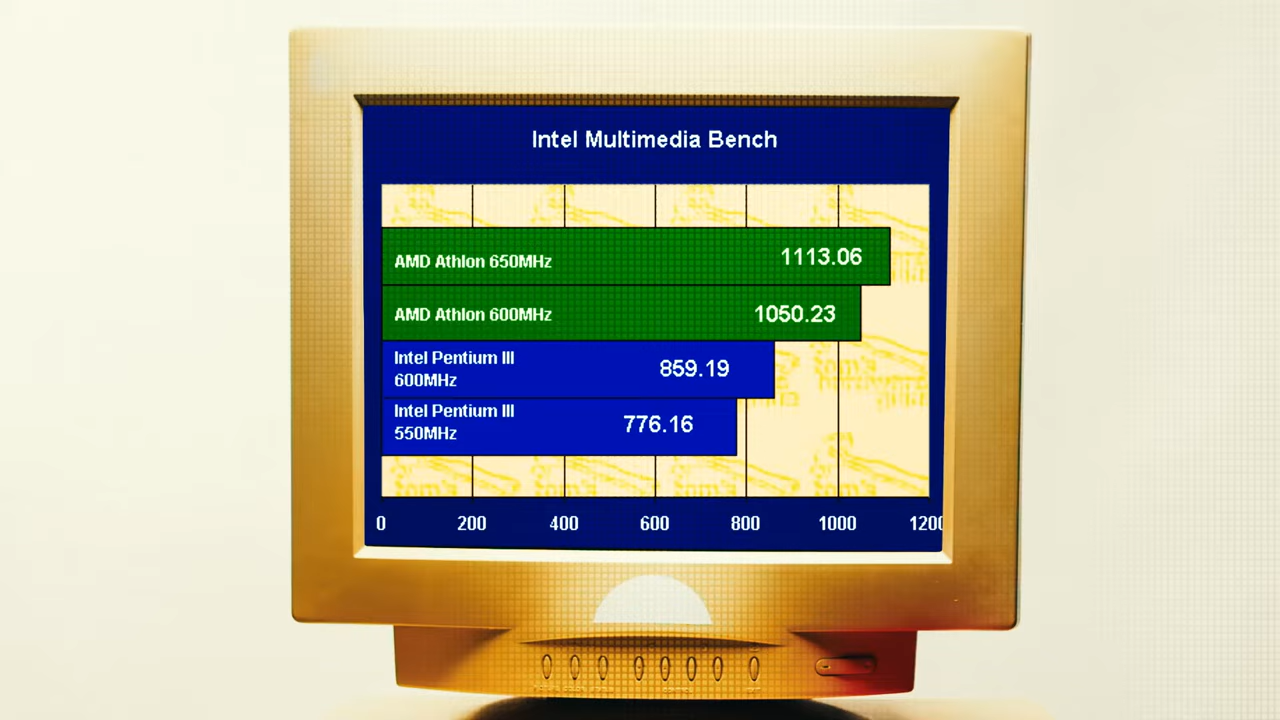 Intel Multimedia Bench
AMD Athlon 650MHz 1113.06
AMD Athlon 600MHz 1050.23
Intel Pentium III
600MHz
859.19
Intel Pentium III
550MHz
776.16
0 200 400 600 800 1000 1200